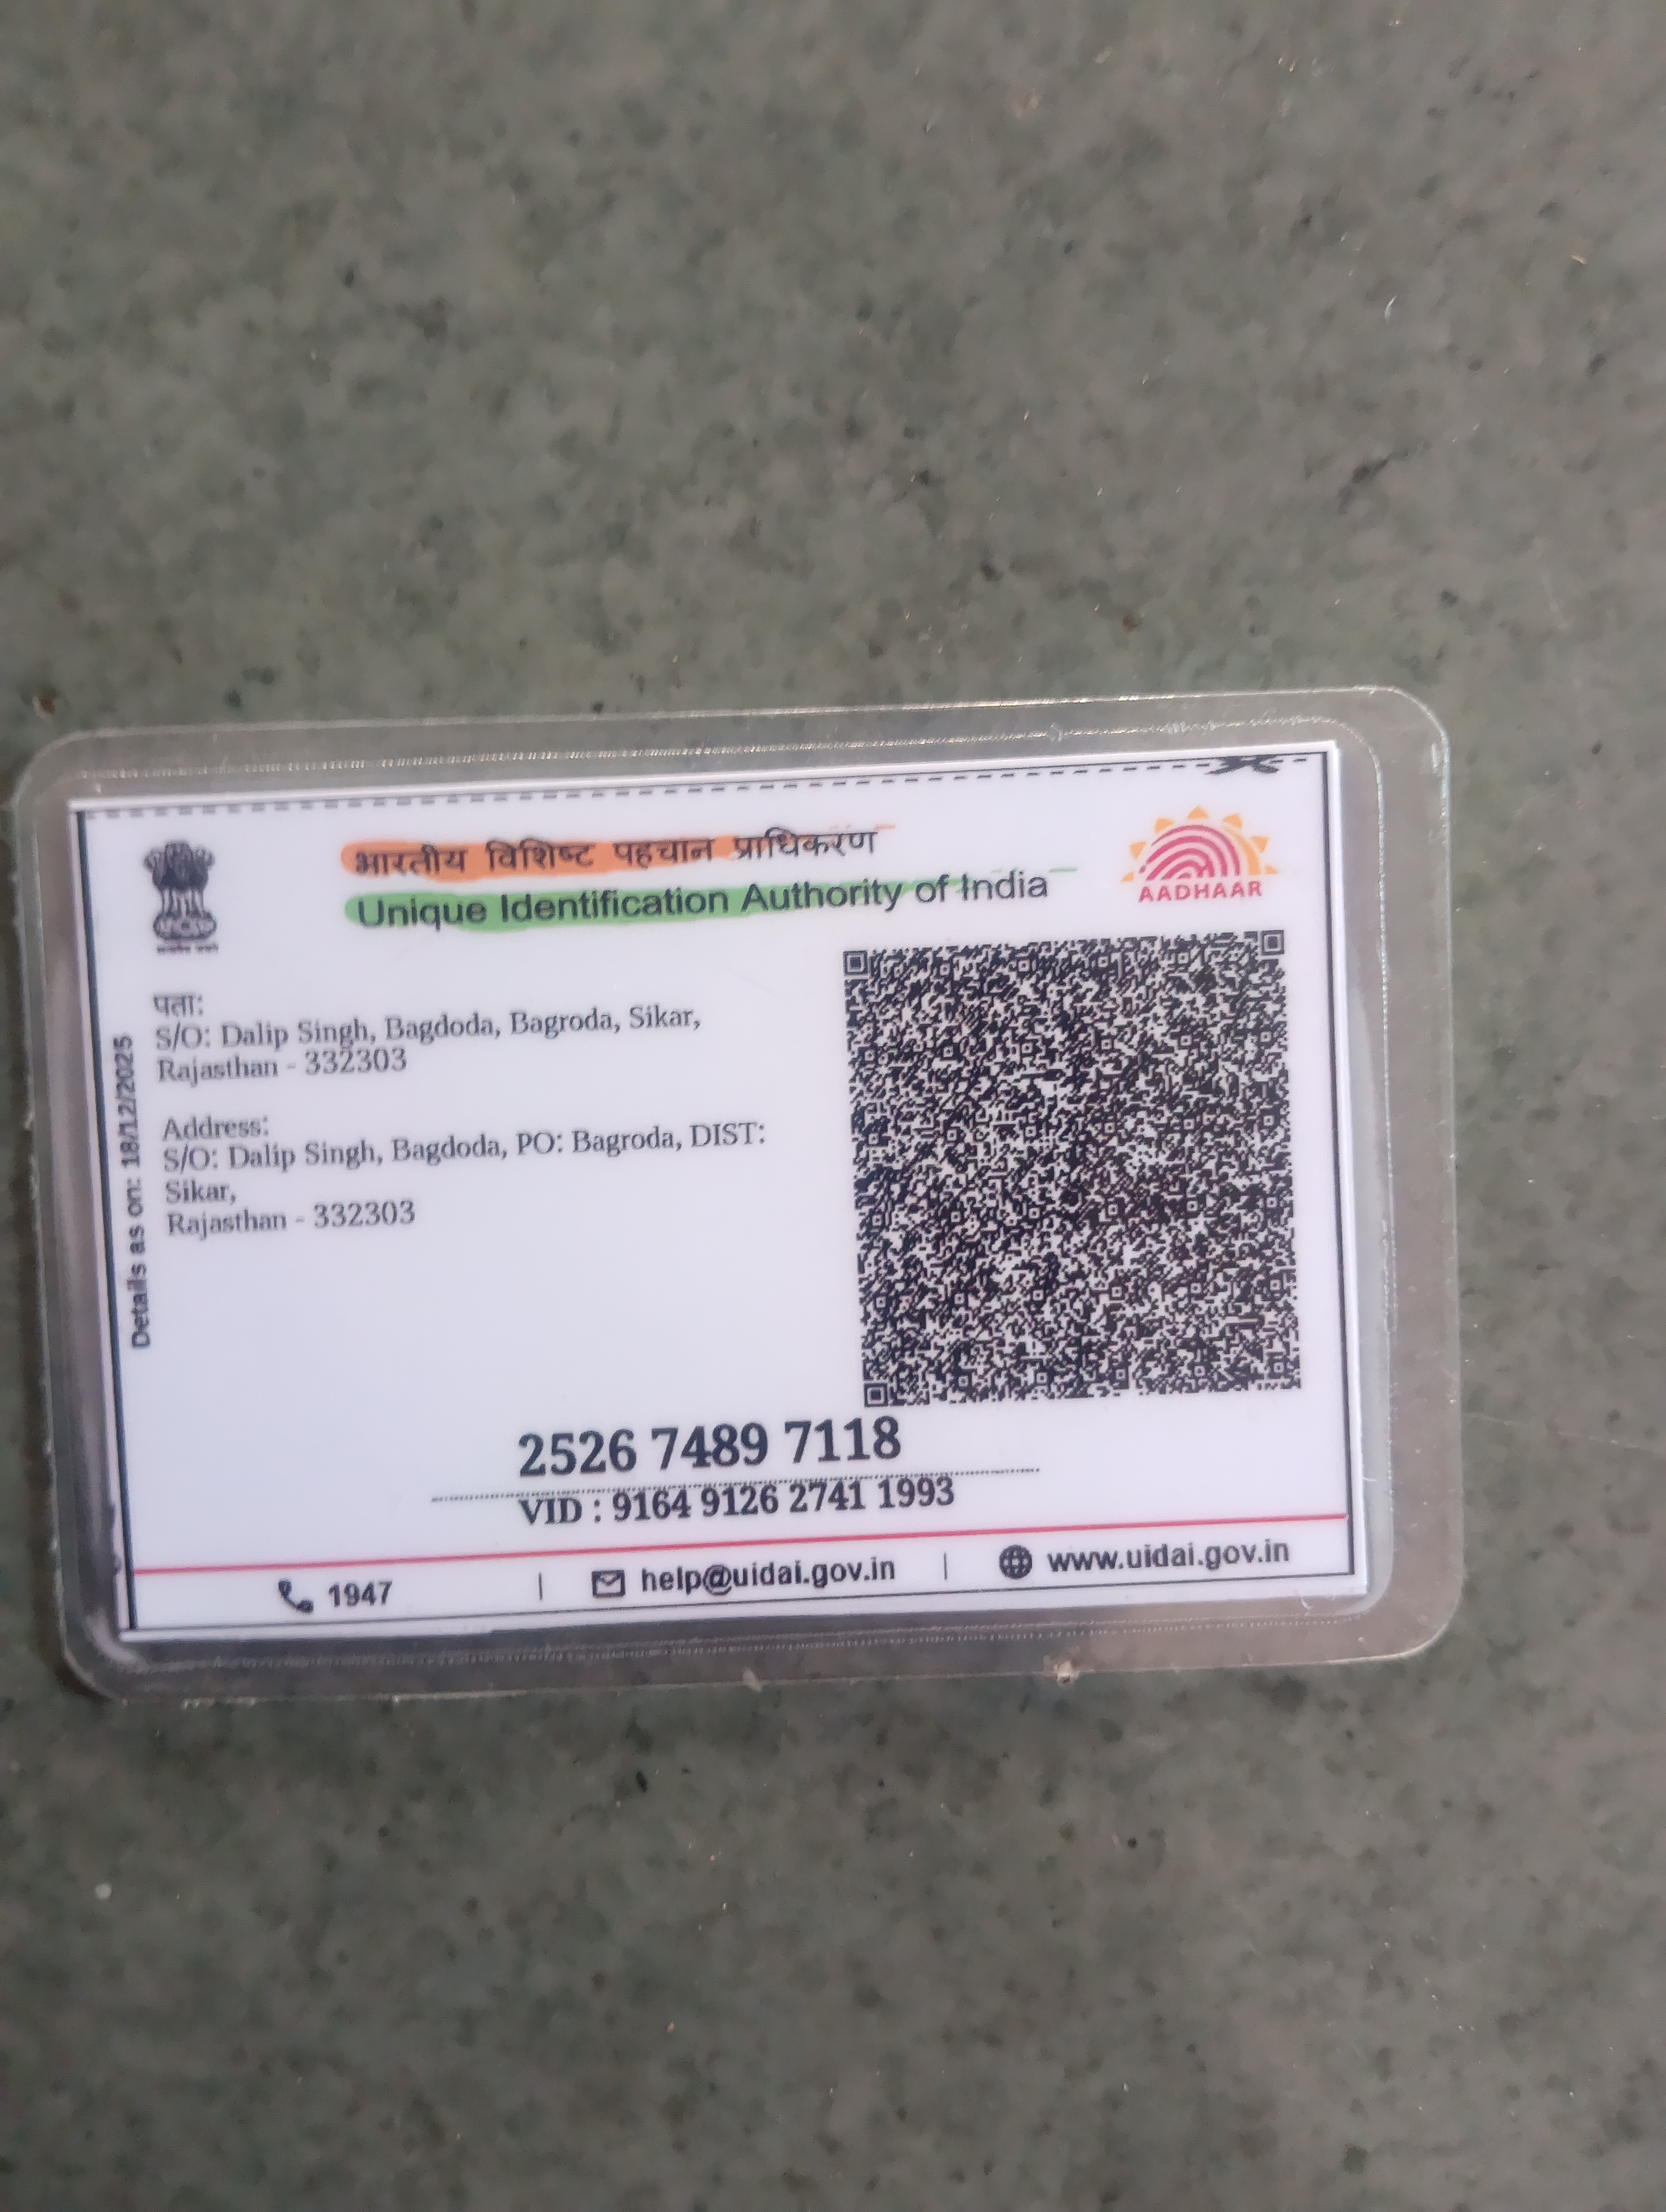 भारतीय विशिष्ट पहचान प्राधिकरण
Unique Identification Authority of India
AADHAAR
पता:
S/O: Dalip Singh, Bagdoda, Bagroda, Sikar,
Rajasthan - 332303
Address:
S/O: Dalip Singh, Bagdoda, PO: Bagroda, DIST:
Sikar,
Rajasthan - 332303
Details as on: 18/12/2025
2526 7489 7118
VID : 9164 9126 2741 1993
1947 | help@uidai.gov.in | www.uidai.gov.in